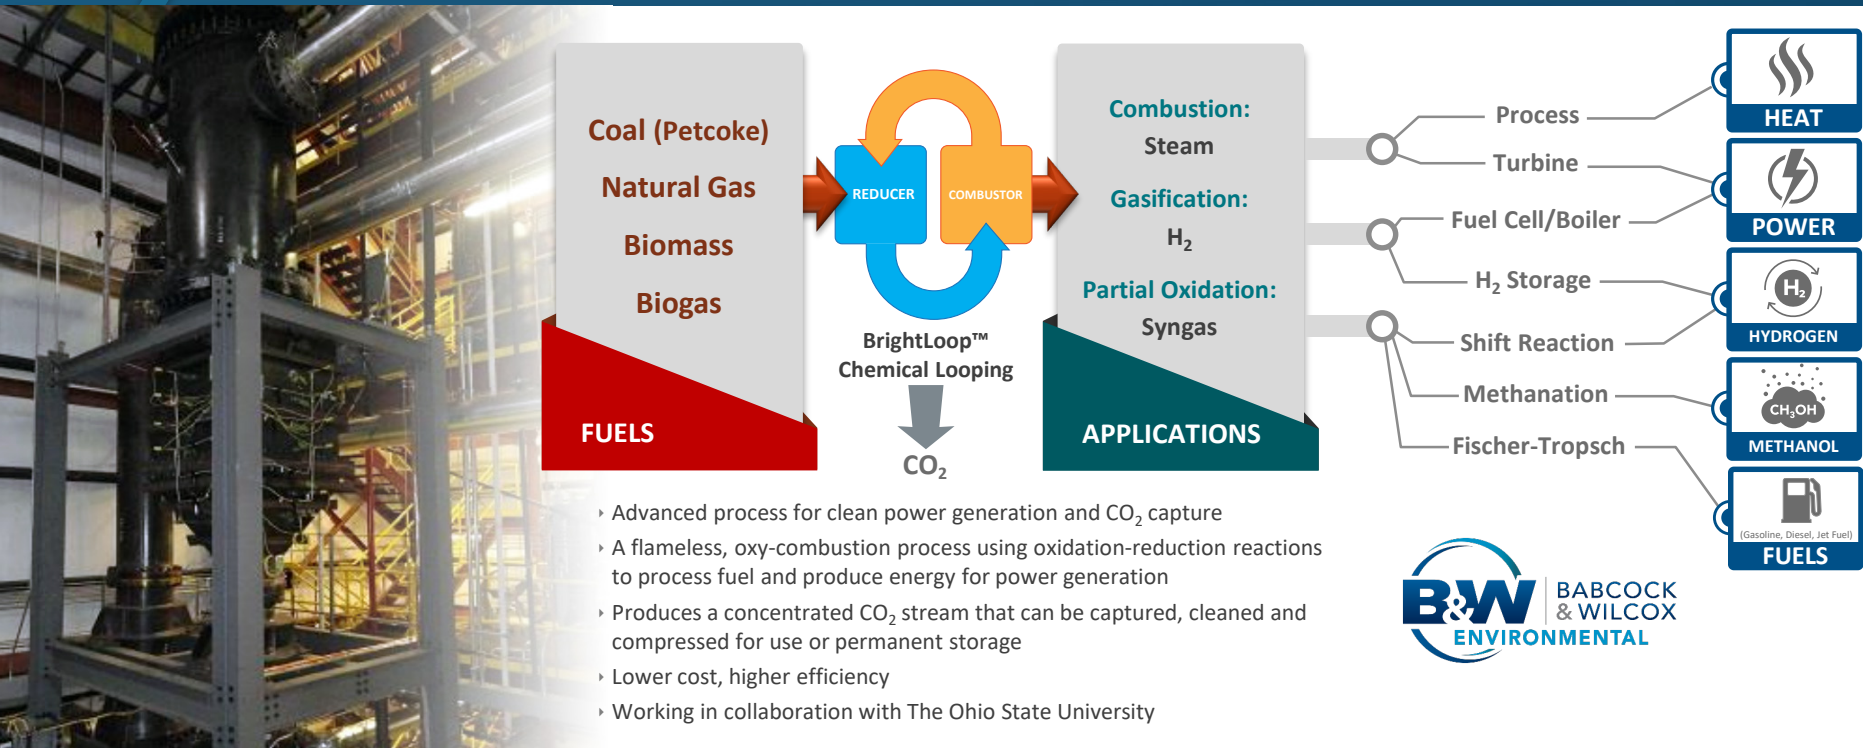 Coal (Petcoke)
Natural Gas
Biomass
Biogas
FUELS
REDUCER
COMBUSTOR
BrightLoop™
Chemical Looping
CO₂
Combustion:
Steam
Gasification:
H₂
Partial Oxidation:
Syngas
APPLICATIONS
Process
Turbine
Fuel Cell/Boiler
H₂ Storage
Shift Reaction
Methanation
Fischer-Tropsch
HEAT
POWER
H₂
HYDROGEN
CH₃OH
METHANOL
(Gasoline, Diesel, Jet Fuel)
FUELS
‣ Advanced process for clean power generation and CO₂ capture
‣ A flameless, oxy-combustion process using oxidation-reduction reactions
to process fuel and produce energy for power generation
‣ Produces a concentrated CO₂ stream that can be captured, cleaned and
compressed for use or permanent storage
‣ Lower cost, higher efficiency
‣ Working in collaboration with The Ohio State University
B&W
BABCOCK
& WILCOX
ENVIRONMENTAL